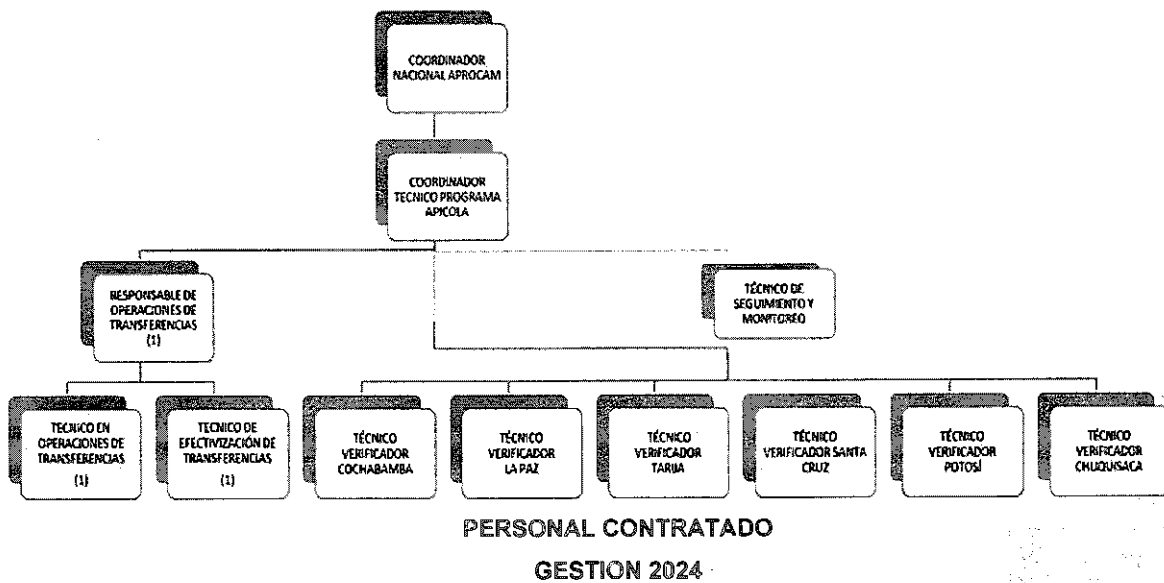 COORDINADOR
NACIONAL APROCAM
COORDINADOR
TECNICO PROGRAMA
APICOLA
RESPONSABLE DE
OPERACIONES DE
TRANSFERENCIAS
(1)
TÉCNICO DE
SEGUIMIENTO Y
MONITOREO
TECNICO EN
OPERACIONES DE
TRANSFERENCIAS
(1)
TECNICO DE
EFECTIVIZACIÓN DE
TRANSFERENCIAS
(1)
TÉCNICO
VERIFICADOR
COCHABAMBA
TÉCNICO
VERIFICADOR
LA PAZ
TÉCNICO
VERIFICADOR
TARIJA
TÉCNICO
VERIFICADOR SANTA
CRUZ
TÉCNICO
VERIFICADOR
POTOSÍ
TÉCNICO
VERIFICADOR
CHUQUISACA
PERSONAL CONTRATADO
GESTION 2024